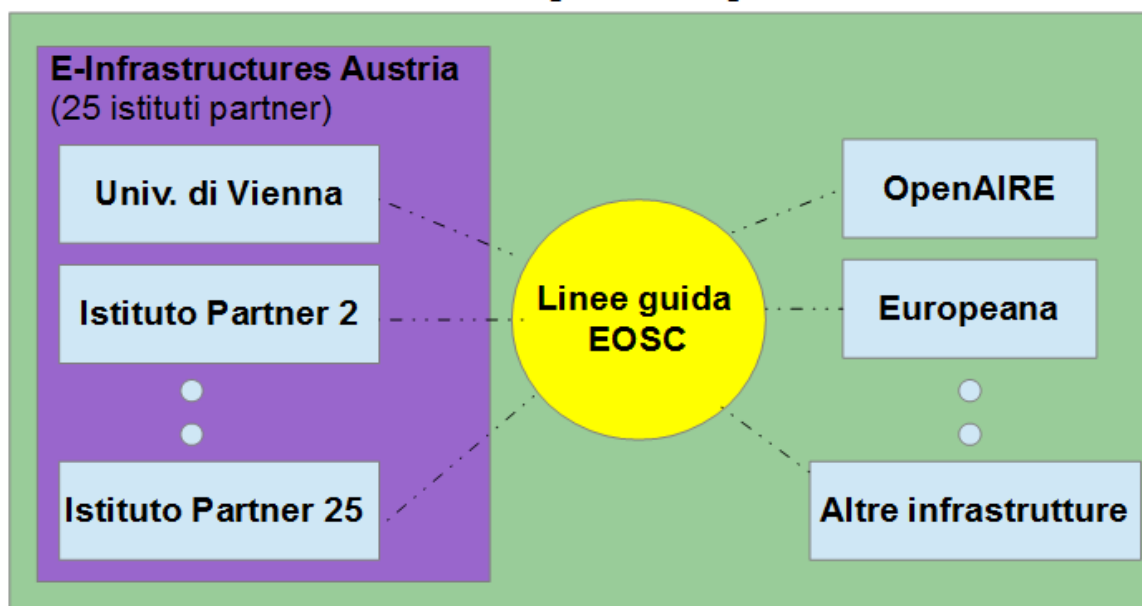 E-Infrastructures Austria
(25 istituti partner)
Univ. di Vienna
Istituto Partner 2
Istituto Partner 25
Linee guida
EOSC
OpenAIRE
Europeana
Altre infrastrutture